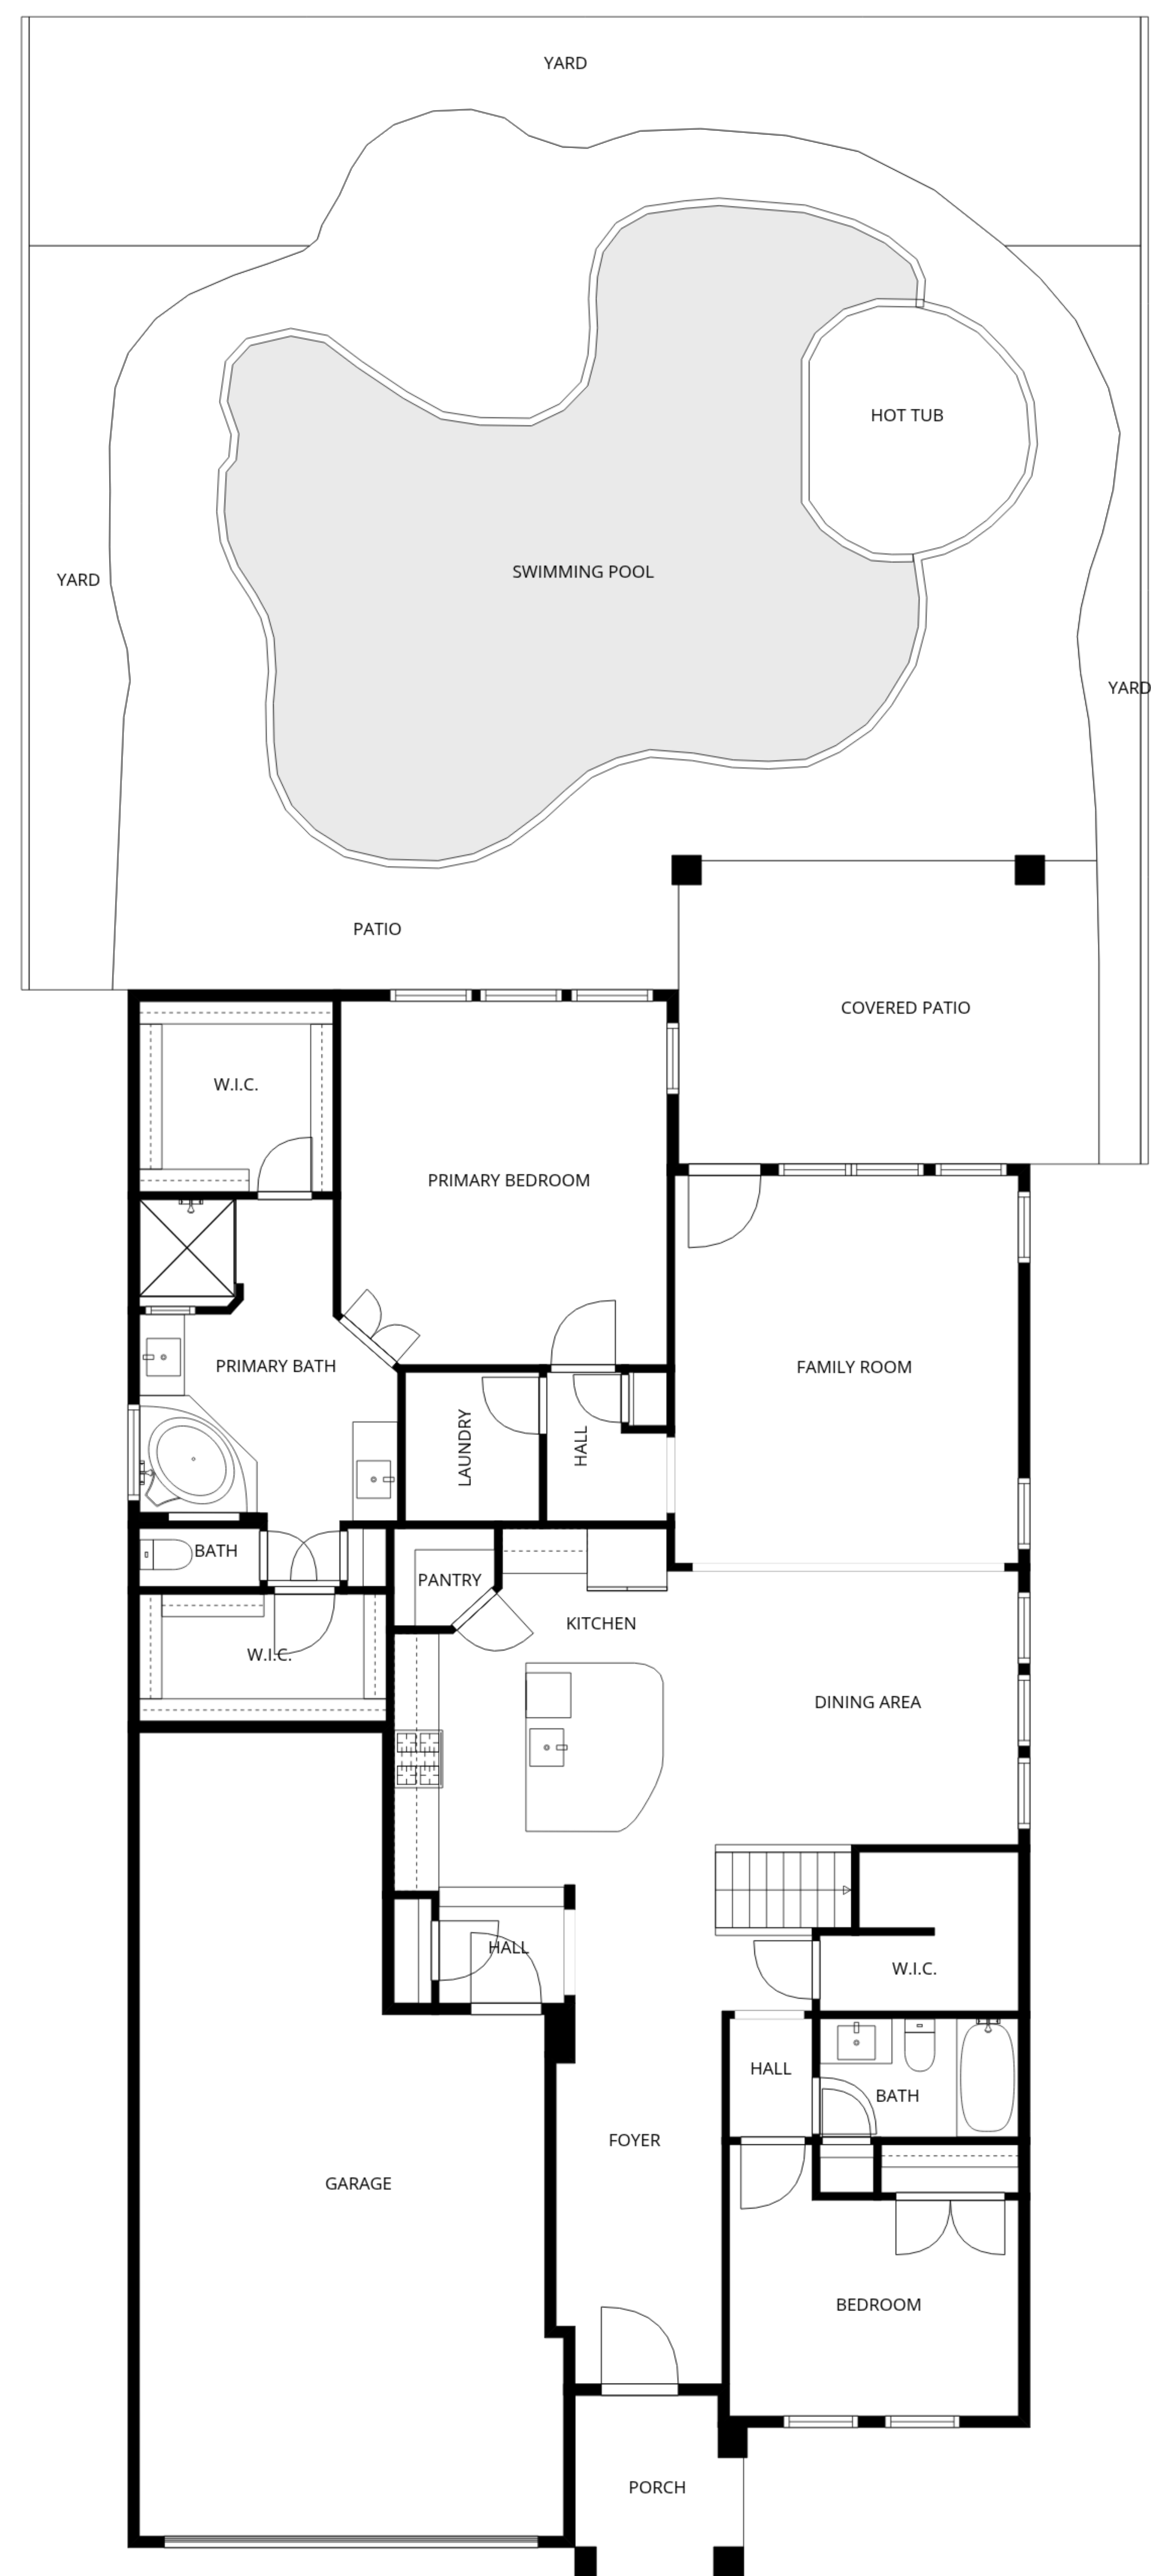 YARD
HOT TUB
SWIMMING POOL
YARD
YARD
PATIO
COVERED PATIO
W.I.C.
PRIMARY BEDROOM
PRIMARY BATH
FAMILY ROOM
LAUNDRY
HALL
BATH
PANTRY
KITCHEN
W.I.C.
DINING AREA
HALL
W.I.C.
HALL
BATH
FOYER
GARAGE
BEDROOM
PORCH